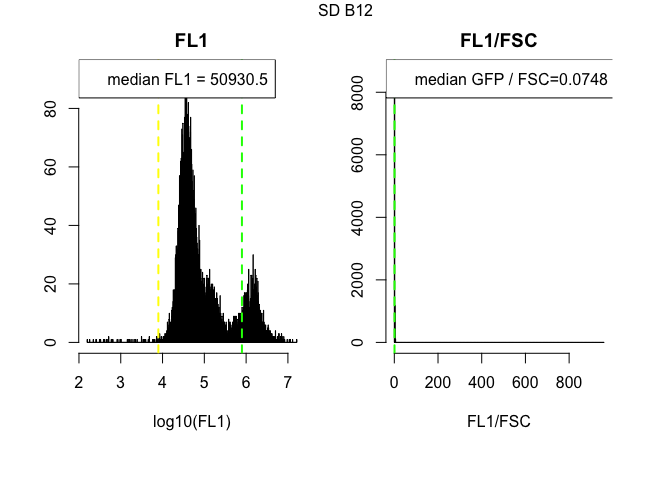 SD B12
FL1
median FL1 = 50930.5
80
60
40
20
0
2 3 4 5 6 7
log10(FL1)
FL1/FSC
median GFP / FSC=0.0748
8000
6000
4000
2000
0
0 200 400 600 800
FL1/FSC